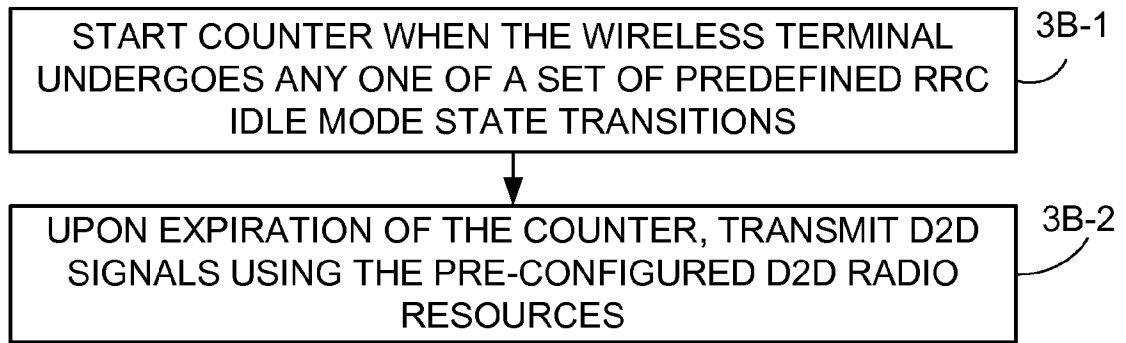 START COUNTER WHEN THE WIRELESS TERMINAL
UNDERGOES ANY ONE OF A SET OF PREDEFINED RRC
IDLE MODE STATE TRANSITIONS
3B-1
UPON EXPIRATION OF THE COUNTER, TRANSMIT D2D
SIGNALS USING THE PRE-CONFIGURED D2D RADIO
RESOURCES
3B-2